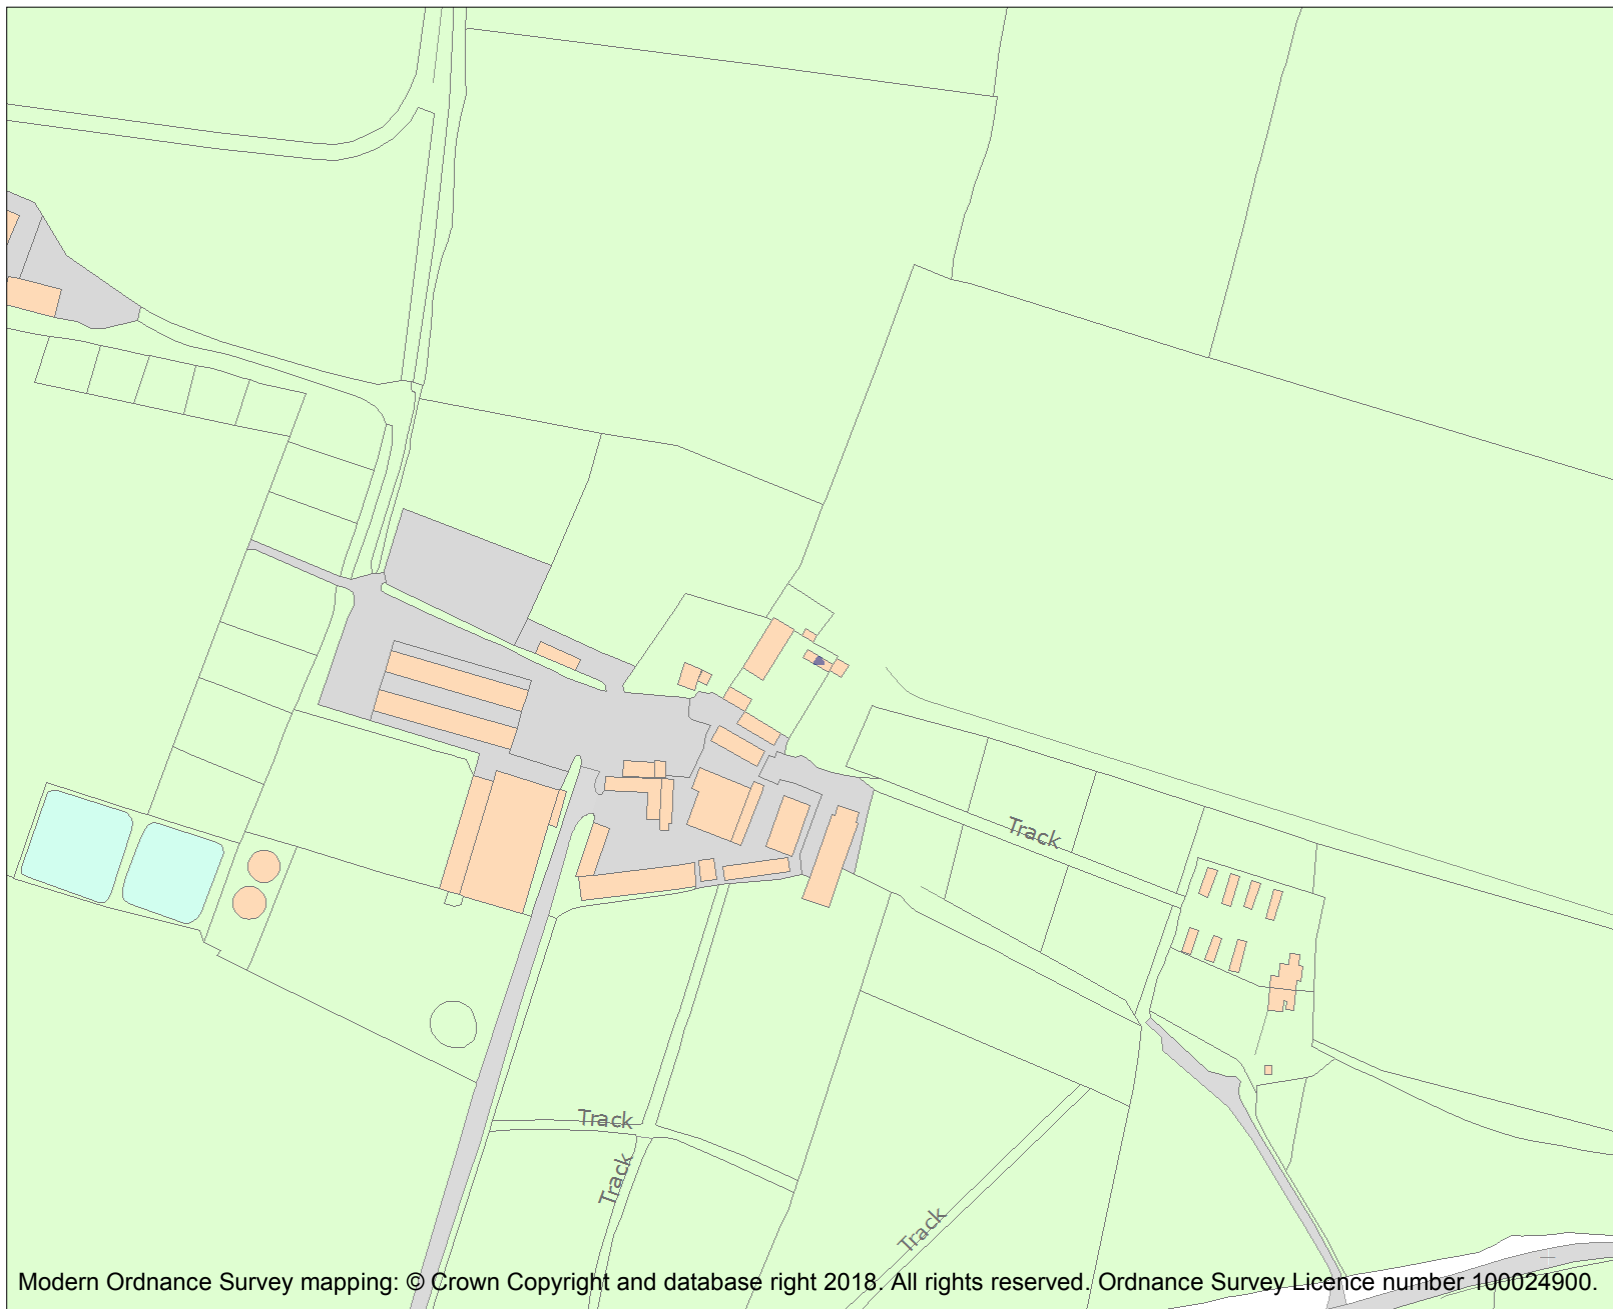 Track
Track
Track
Track
Modern Ordnance Survey mapping: © Crown Copyright and database right 2018. All rights reserved. Ordnance Survey Licence number 100024900.